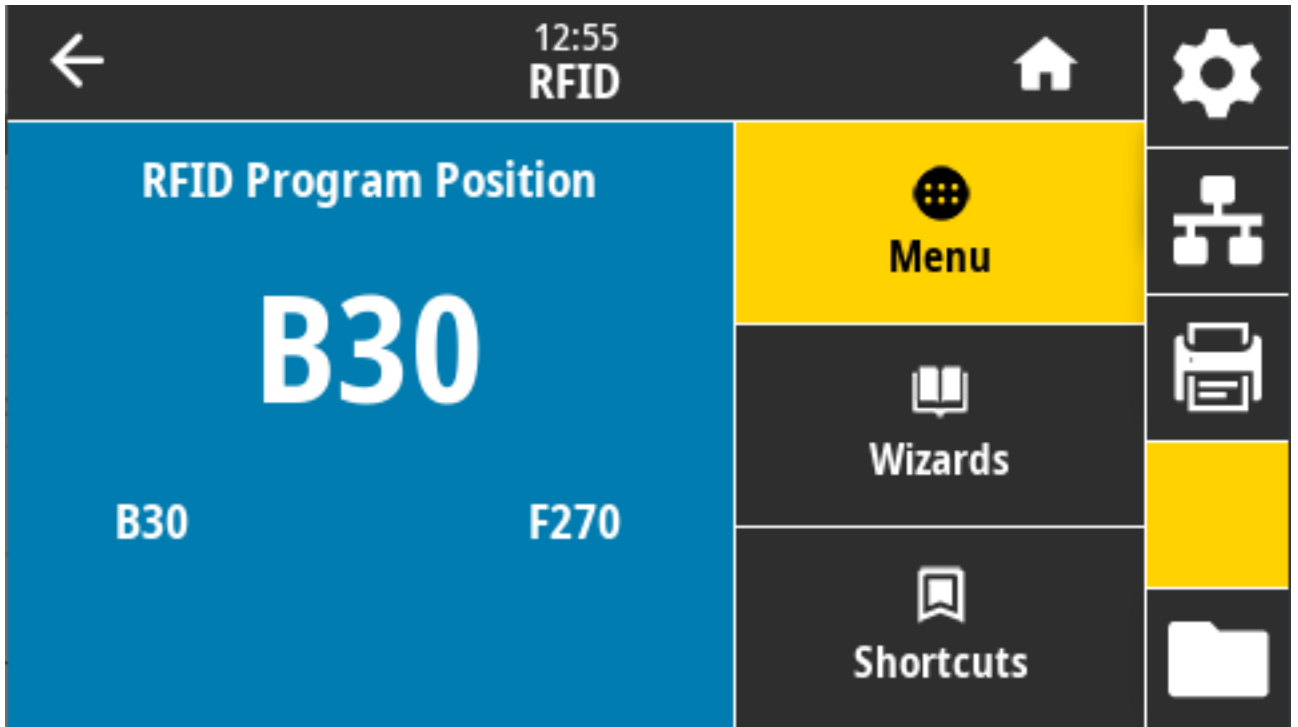 12:55
RFID
RFID Program Position
B30
B30 F270
Menu
Wizards
Shortcuts